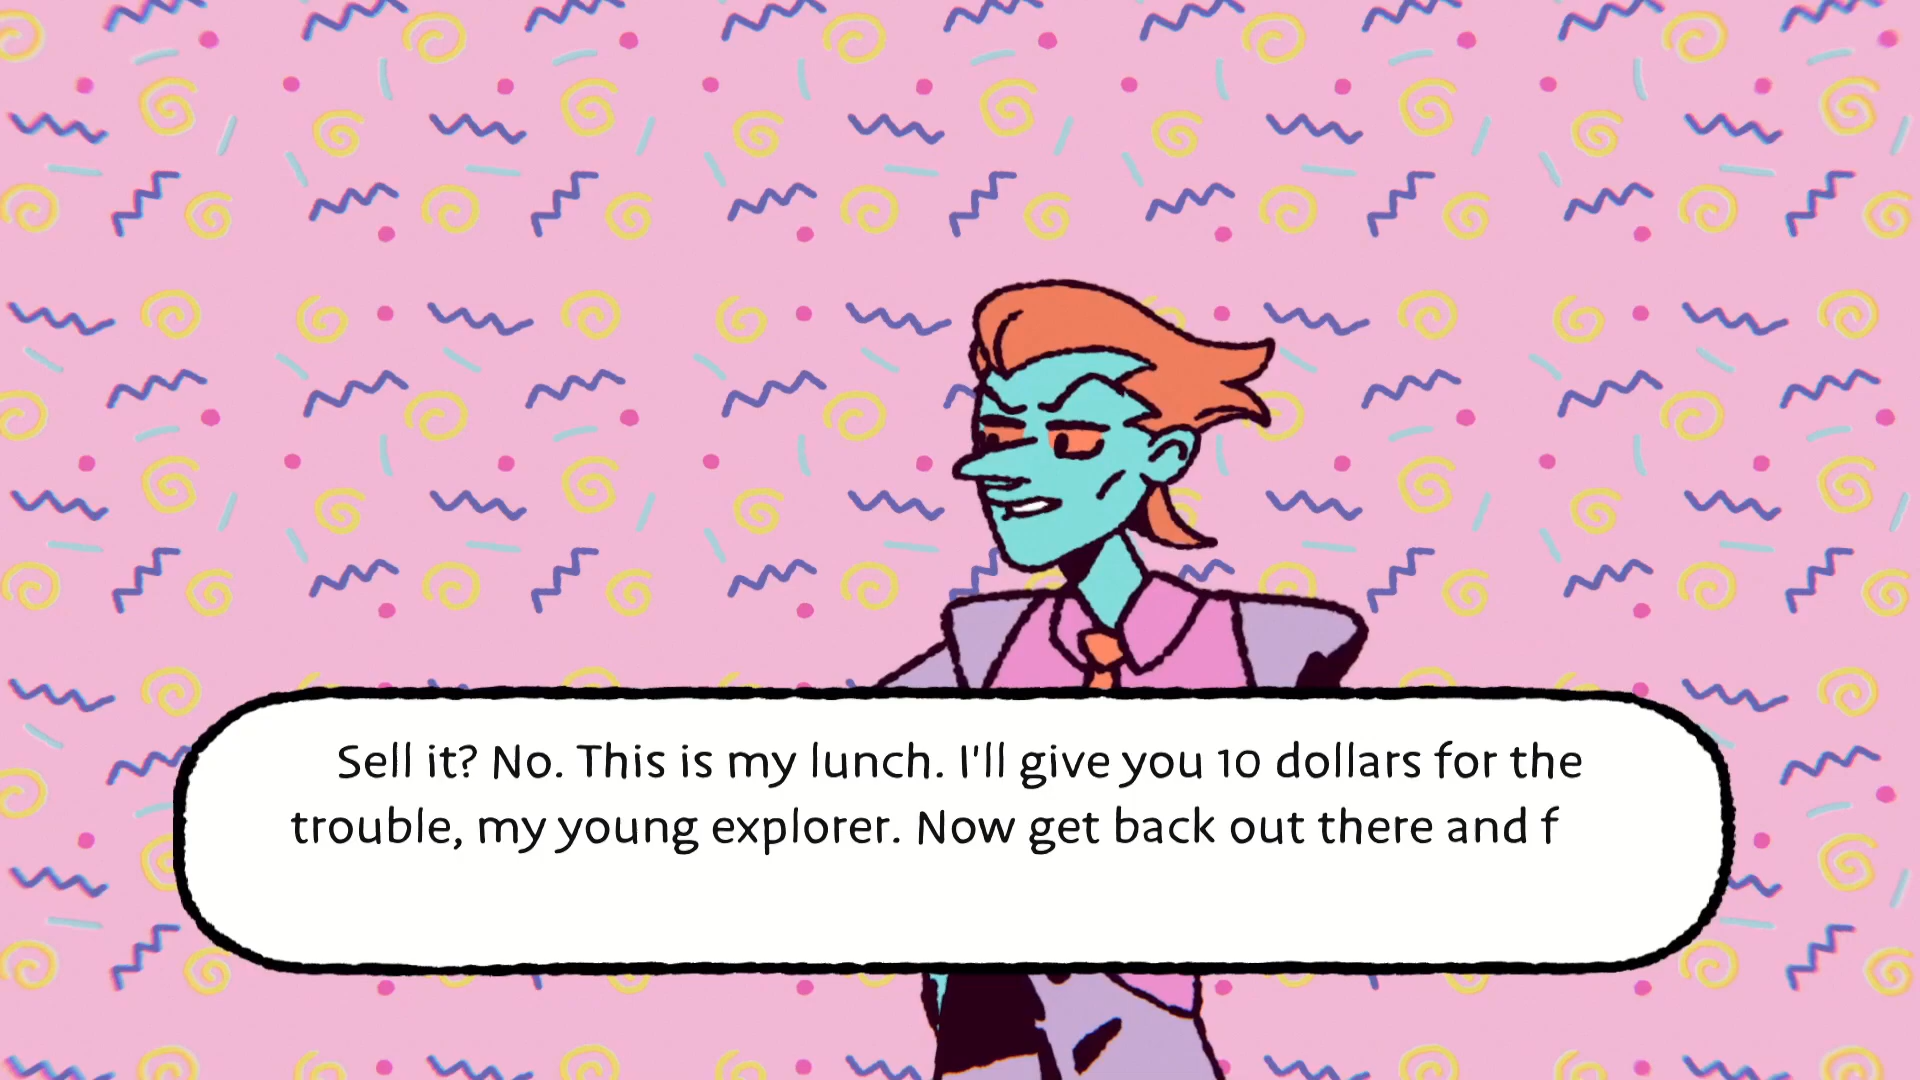 Sell it? No. This is my lunch. I'll give you 10 dollars for the
trouble, my young explorer. Now get back out there and f